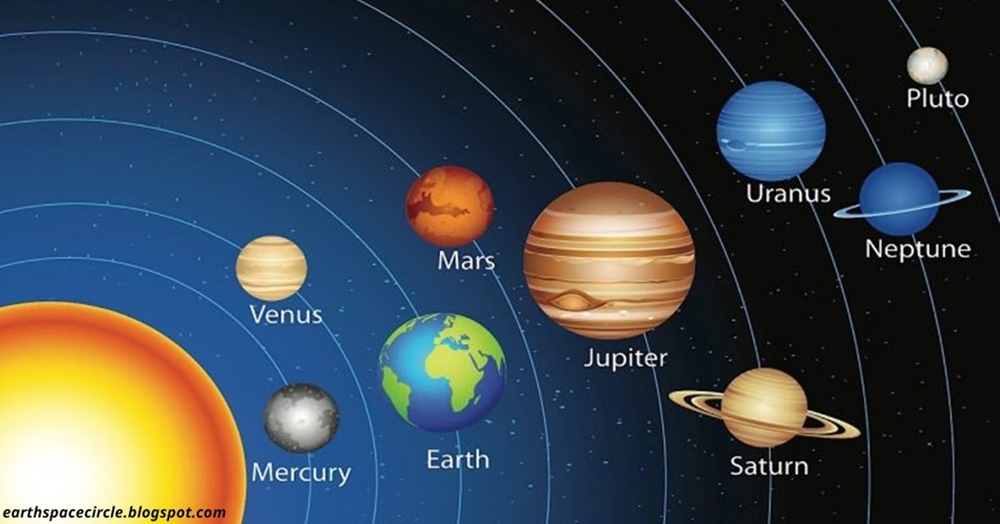 Pluto
Uranus
Neptune
Mars
Venus
Jupiter
Earth
Saturn
Mercury
earthspacecircle.blogspot.com